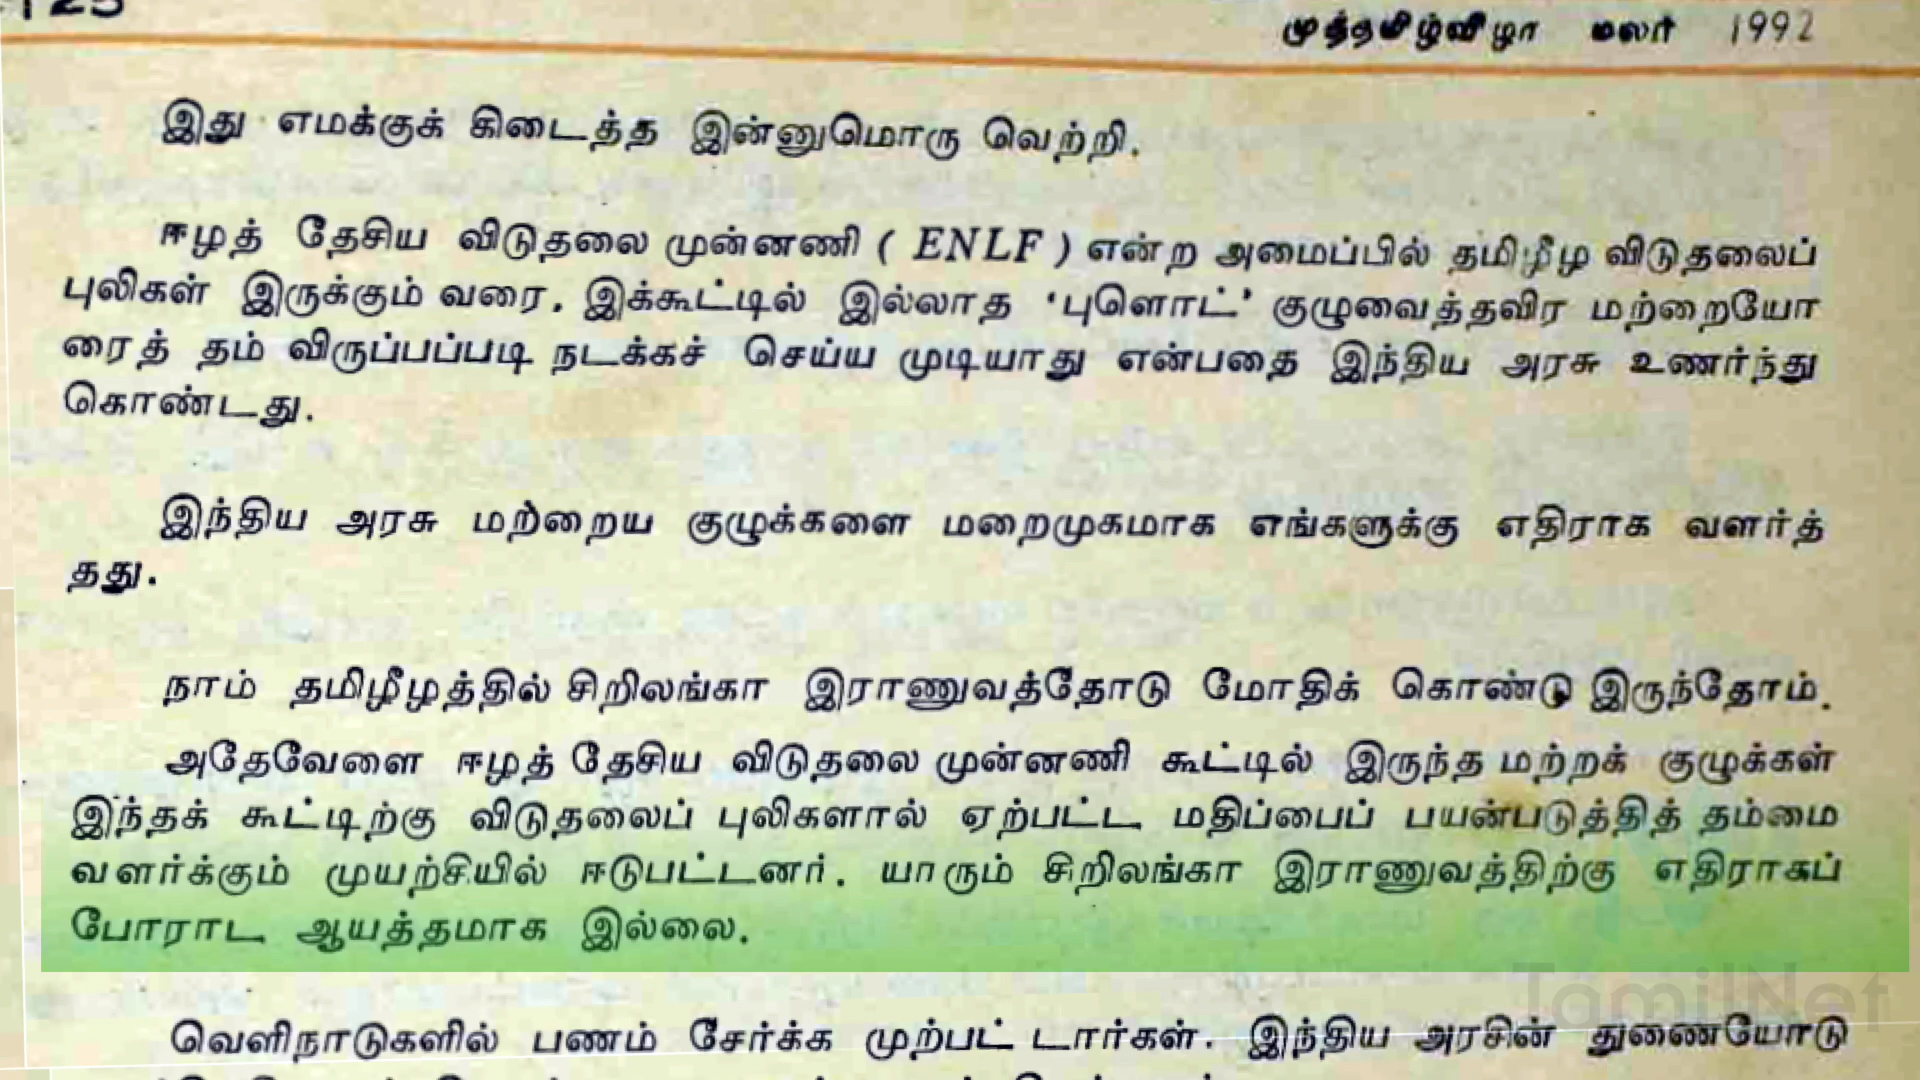 முத்தமிழ்விழா மலர் 1992
இது எமக்குக் கிடைத்த இன்னுமொரு வெற்றி.
ஈழத் தேசிய விடுதலை முன்னணி ( ENLF ) என்ற அமைப்பில் தமிழீழ விடுதலைப்
புலிகள் இருக்கும் வரை. இக்கூட்டில் இல்லாத ‘புளொட்’ குழுவைத்தவிர மற்றையோ
ரைத் தம் விருப்பப்படி நடக்கச் செய்ய முடியாது என்பதை இந்திய அரசு உணர்ந்து
கொண்டது.
இந்திய அரசு மற்றைய குழுக்களை மறைமுகமாக எங்களுக்கு எதிராக வளர்த்
தது.
நாம் தமிழீழத்தில் சிறிலங்கா இராணுவத்தோடு மோதிக் கொண்டு இருந்தோம்.
அதேவேளை ஈழத் தேசிய விடுதலை முன்னணி கூட்டில் இருந்த மற்றக் குழுக்கள்
இந்தக் கூட்டிற்கு விடுதலைப் புலிகளால் ஏற்பட்ட மதிப்பைப் பயன்படுத்தித் தம்மை
வளர்க்கும் முயற்சியில் ஈடுபட்டனர். யாரும் சிறிலங்கா இராணுவத்திற்கு எதிராகப்
போராட ஆயத்தமாக இல்லை.
TamilNet
வெளிநாடுகளில் பணம் சேர்க்க முற்பட் டார்கள். இந்திய அரசின் துணையோடு